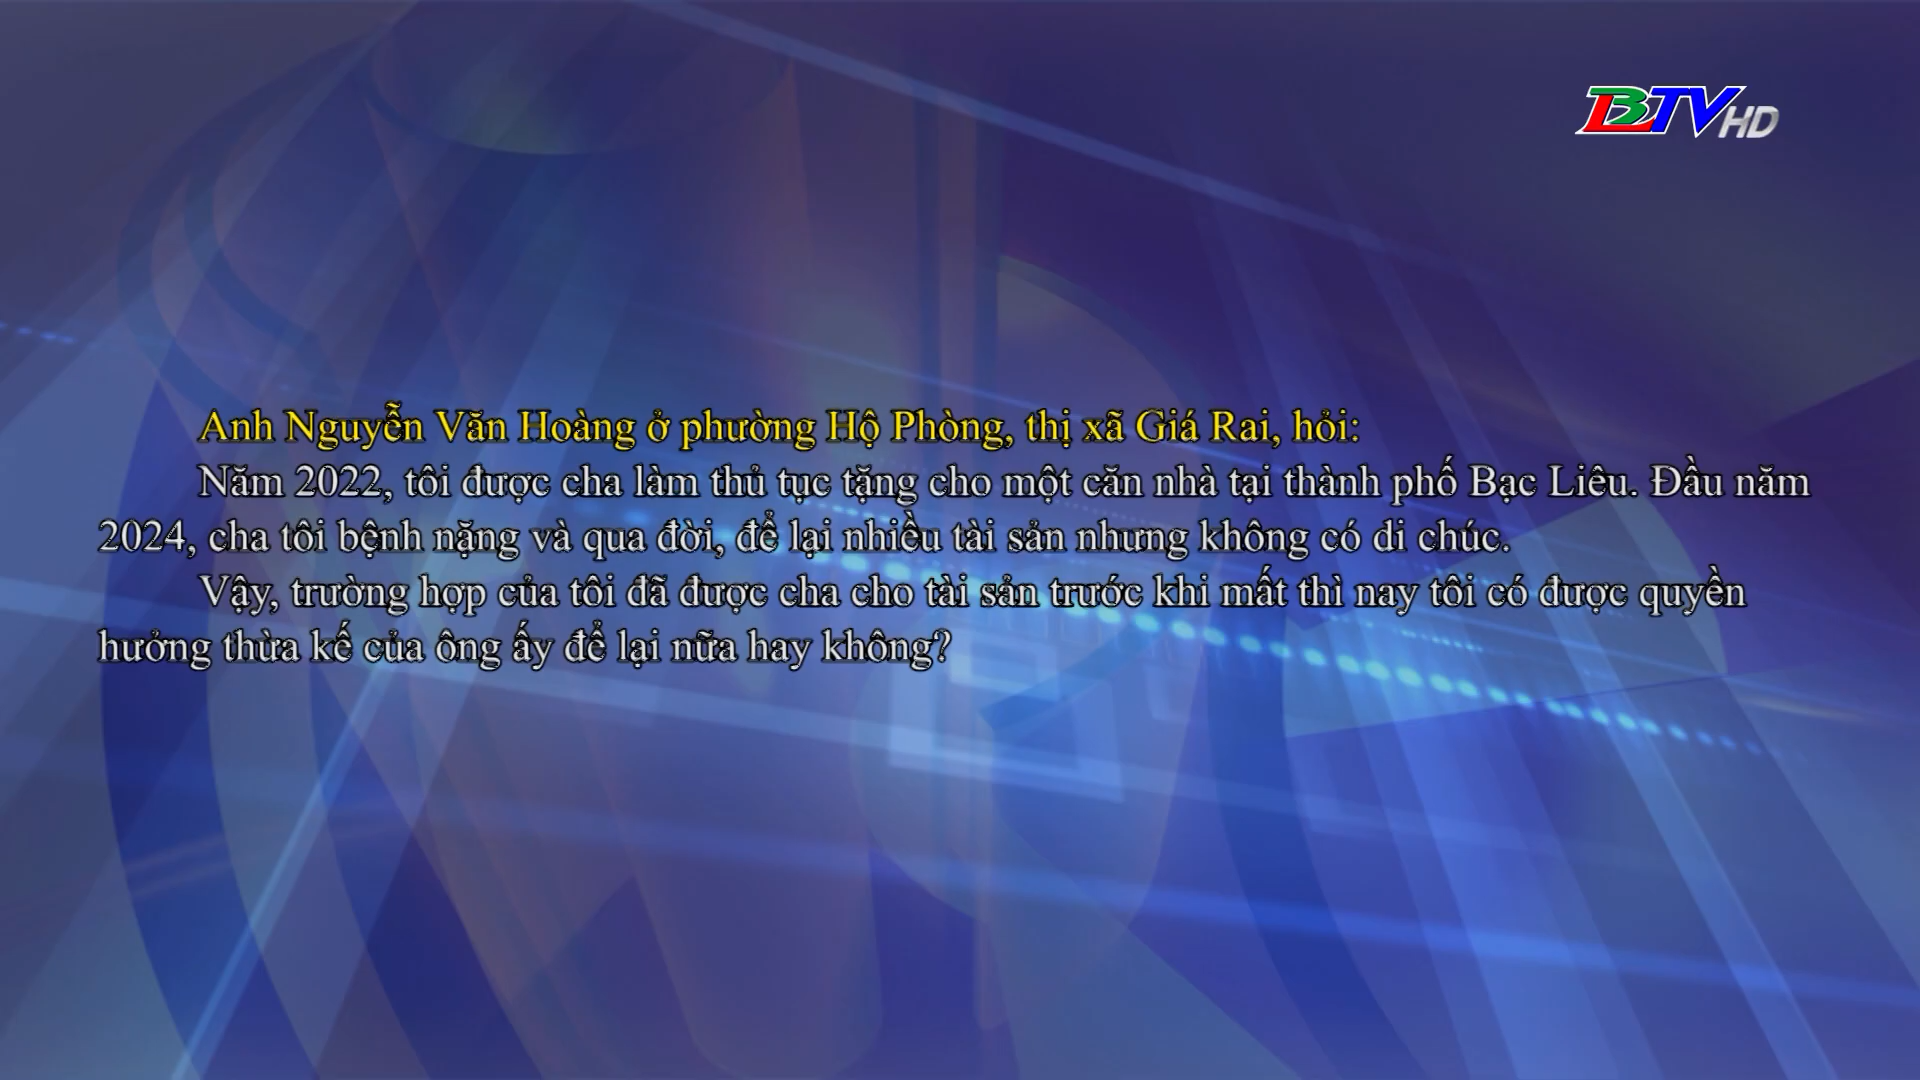 BTV HD
Anh Nguyễn Văn Hoàng ở phường Hộ Phòng, thị xã Giá Rai, hỏi:
Năm 2022, tôi được cha làm thủ tục tặng cho một căn nhà tại thành phố Bạc Liêu. Đầu năm
2024, cha tôi bệnh nặng và qua đời, để lại nhiều tài sản nhưng không có di chúc.
Vậy, trường hợp của tôi đã được cha cho tài sản trước khi mất thì nay tôi có được quyền
hưởng thừa kế của ông ấy để lại nữa hay không?